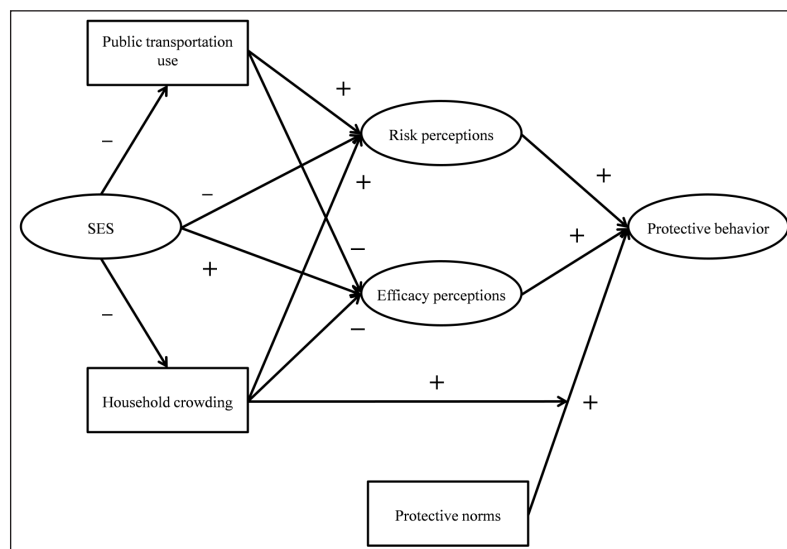 Public transportation
use
+
Risk perceptions
–
–
+
+
SES
Protective behavior
+
–
+
Efficacy perceptions
–
–
Household crowding
+
+
Protective norms